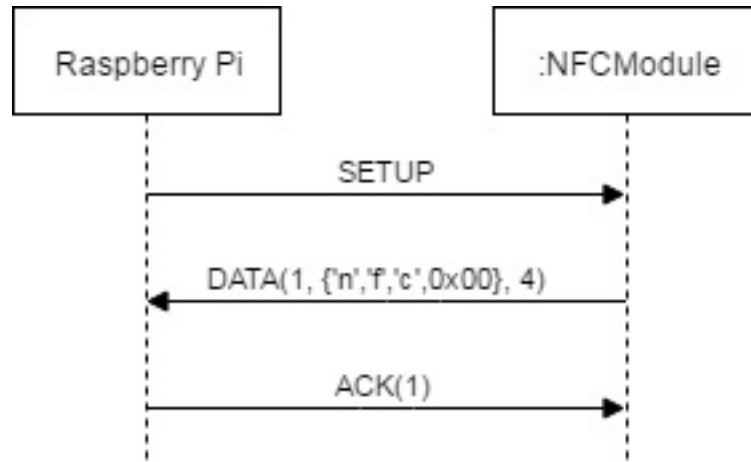 Raspberry Pi
:NFCModule
SETUP
DATA(1, {'n','f','c',0x00}, 4)
ACK(1)